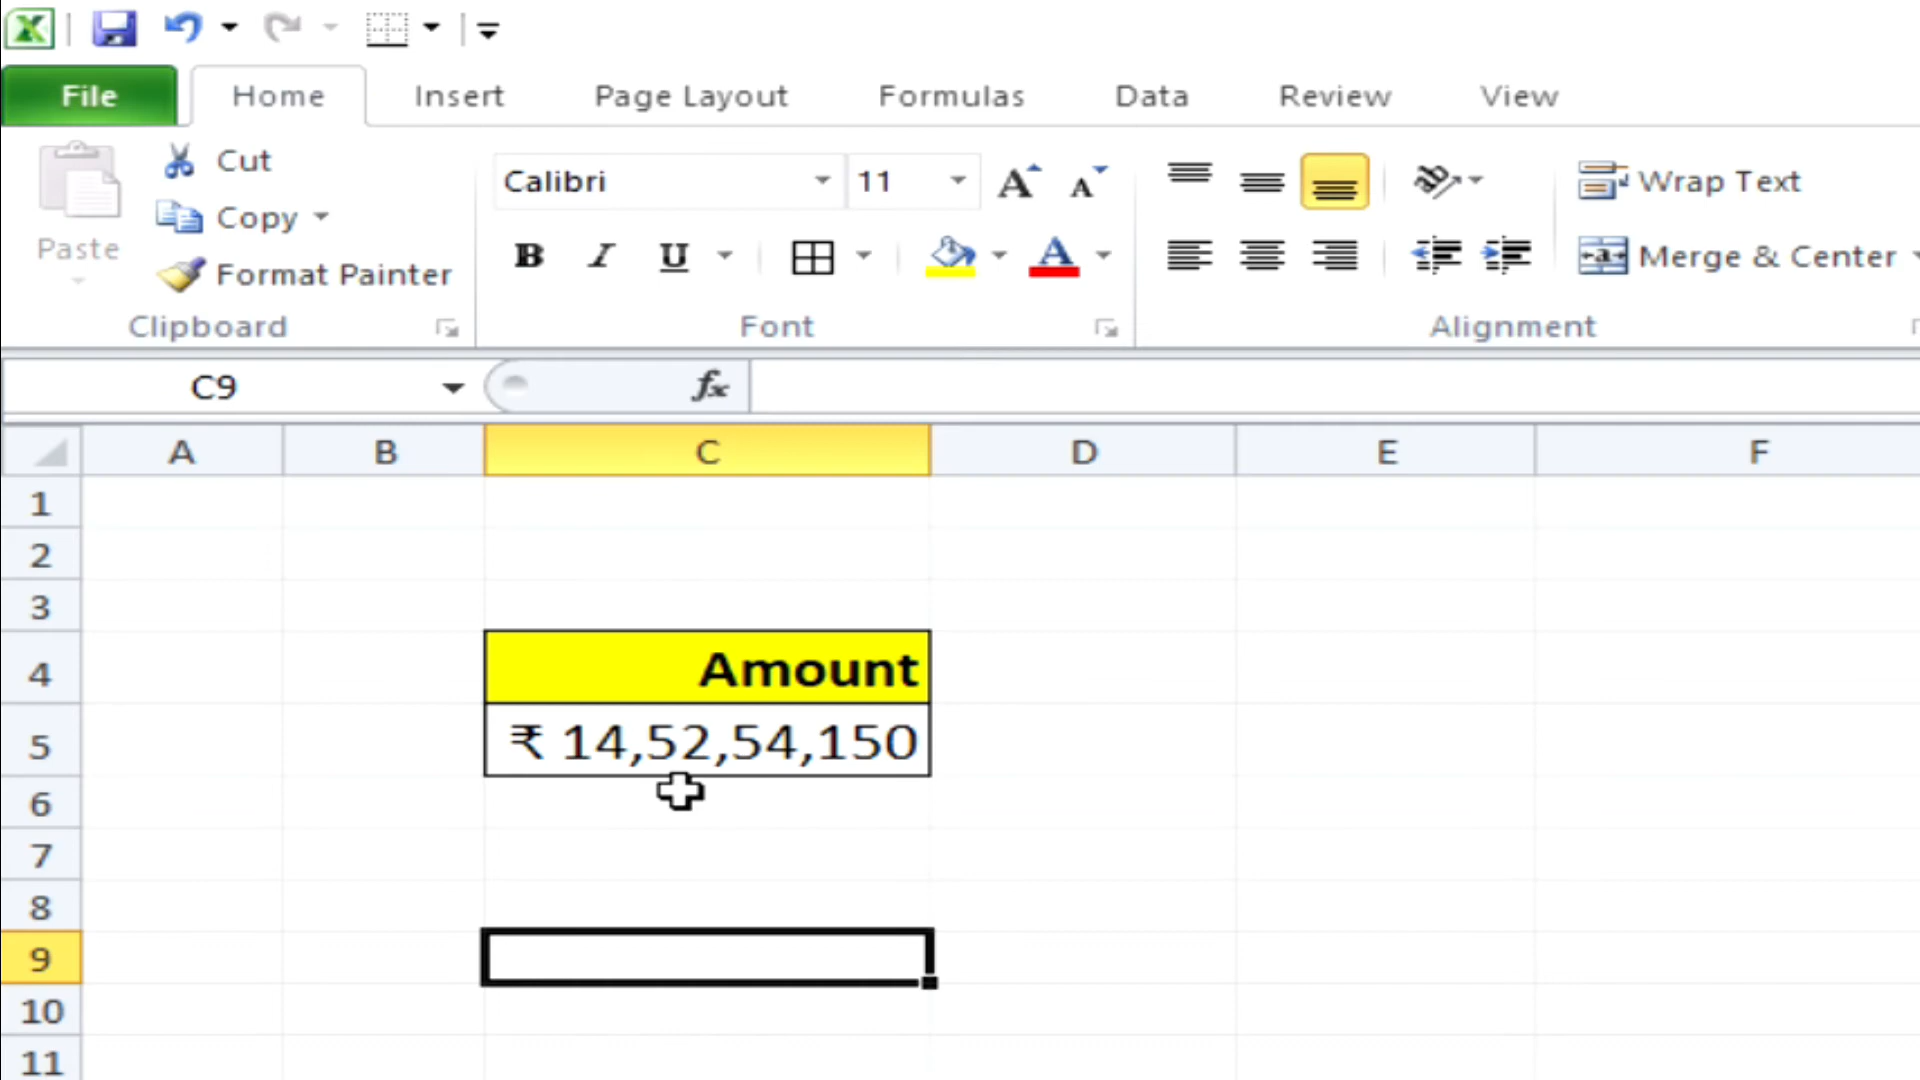 File Home Insert Page Layout Formulas Data Review View
Cut
Copy
Format Painter
Paste
Clipboard
Calibri 11
B I U
Font
Wrap Text
Merge & Center
Alignment
C9 fx
A B C D E F
1
2
3
4 Amount
5 ₹ 14,52,54,150
6
7
8
9
10
11